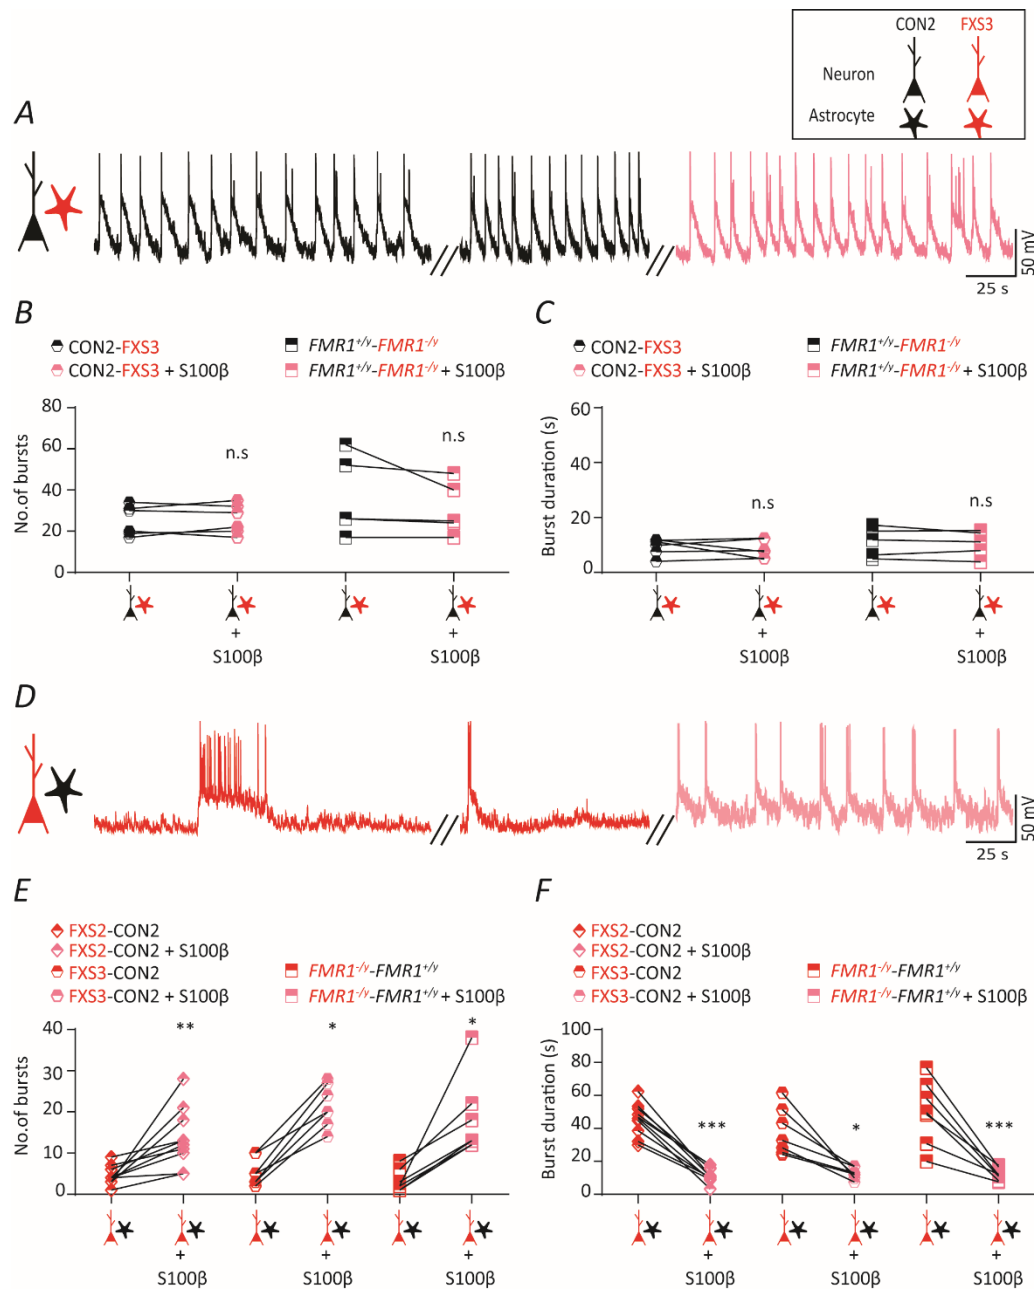 CON2 FXS3
Neuron
Astrocyte
A
50 mV
25 s
B
CON2-FXS3
CON2-FXS3 + S100β
FMR1+/y-FMR1-/y
FMR1+/y-FMR1-/y + S100β
No.of bursts
80
60
40
20
0
n.s
n.s
+
S100β
+
S100β
C
CON2-FXS3
CON2-FXS3 + S100β
FMR1+/y-FMR1-/y
FMR1+/y-FMR1-/y + S100β
Burst duration (s)
60
40
20
0
n.s
n.s
+
S100β
+
S100β
D
50 mV
25 s
E
FXS2-CON2
FXS2-CON2 + S100β
FXS3-CON2
FXS3-CON2 + S100β
FMR1-/y-FMR1+/y
FMR1-/y-FMR1+/y + S100β
No.of bursts
40
30
20
10
0
**
*
*
+
S100β
+
S100β
+
S100β
F
FXS2-CON2
FXS2-CON2 + S100β
FXS3-CON2
FXS3-CON2 + S100β
FMR1-/y-FMR1+/y
FMR1-/y-FMR1+/y + S100β
Burst duration (s)
100
80
60
40
20
0
***
*
***
+
S100β
+
S100β
+
S100β